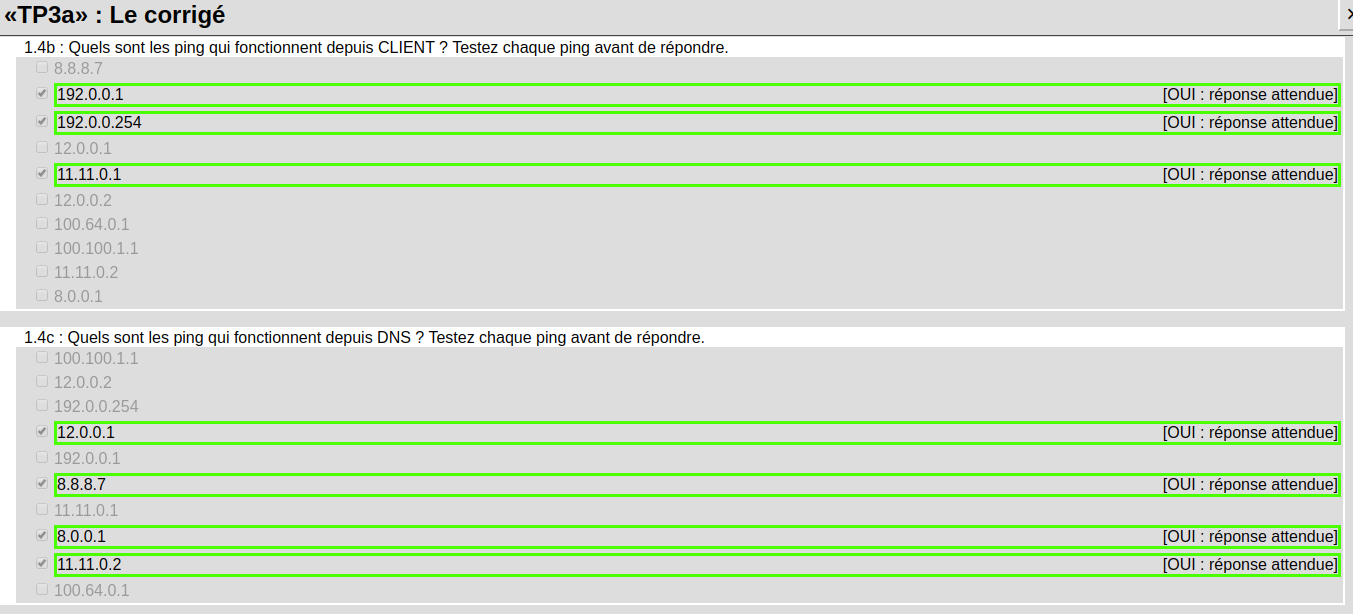 «TP3a» : Le corrigé
1.4b : Quels sont les ping qui fonctionnent depuis CLIENT ? Testez chaque ping avant de répondre.
8.8.8.7
192.0.0.1 [OUI : réponse attendue]
192.0.0.254 [OUI : réponse attendue]
12.0.0.1
11.11.0.1 [OUI : réponse attendue]
12.0.0.2
100.64.0.1
100.100.1.1
11.11.0.2
8.0.0.1
1.4c : Quels sont les ping qui fonctionnent depuis DNS ? Testez chaque ping avant de répondre.
100.100.1.1
12.0.0.2
192.0.0.254
12.0.0.1 [OUI : réponse attendue]
192.0.0.1
8.8.8.7 [OUI : réponse attendue]
11.11.0.1
8.0.0.1 [OUI : réponse attendue]
11.11.0.2 [OUI : réponse attendue]
100.64.0.1